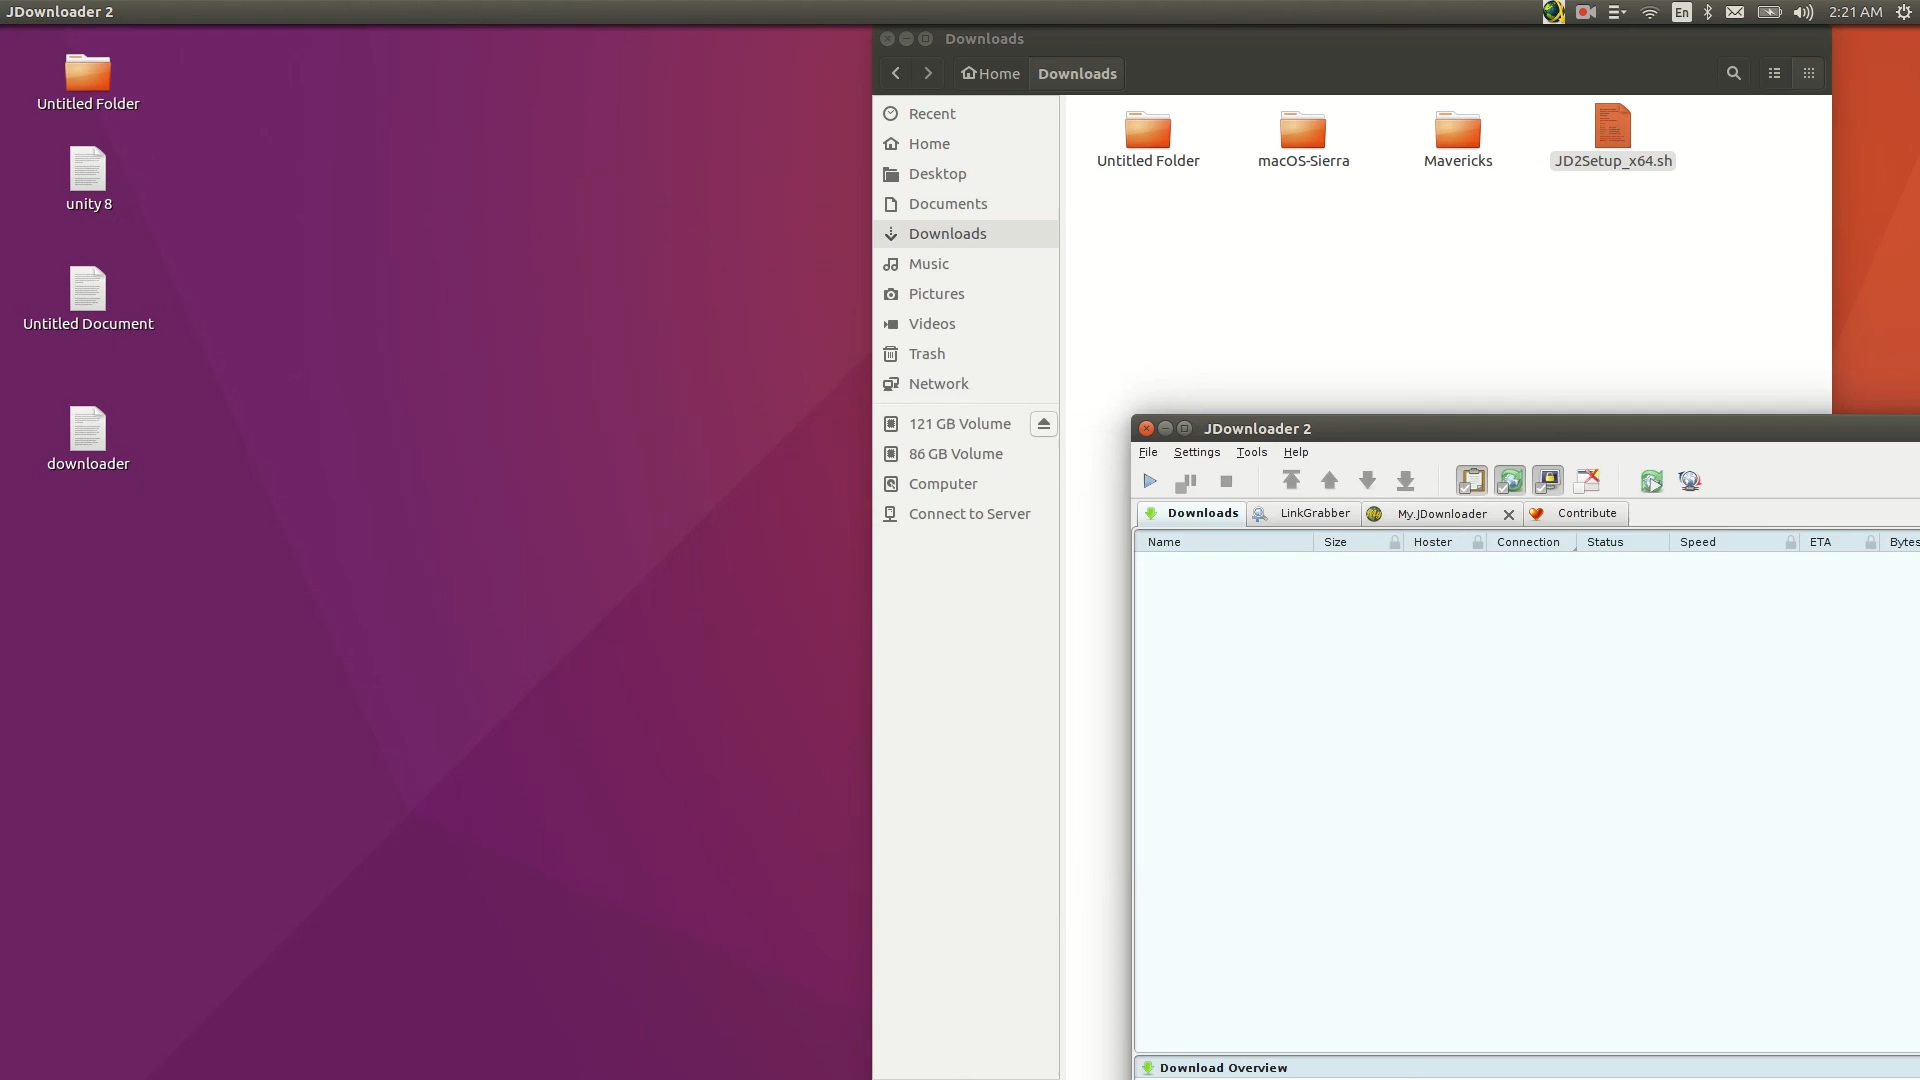 JDownloader 2
En
2:21 AM
Untitled Folder
unity 8
Untitled Document
downloader
Downloads
Home
Downloads
Recent
Home
Desktop
Documents
Downloads
Music
Pictures
Videos
Trash
Network
121 GB Volume
86 GB Volume
Computer
Connect to Server
Untitled Folder
macOS-Sierra
Mavericks
JD2Setup_x64.sh
JDownloader 2
File Settings Tools Help
Downloads LinkGrabber My.JDownloader Contribute
Name Size Hoster Connection Status Speed ETA Bytes
Download Overview